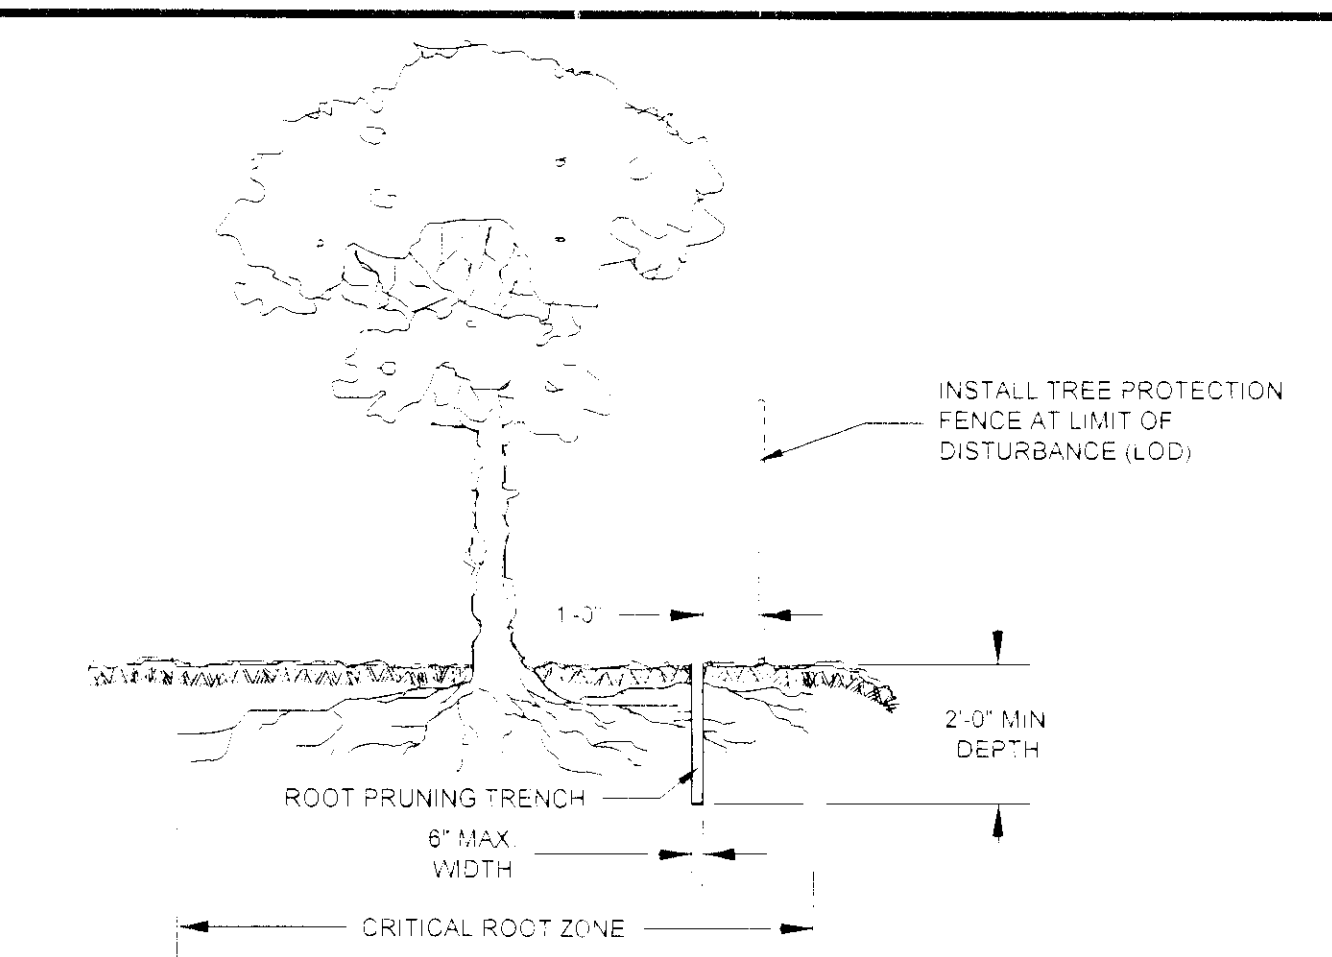 INSTALL TREE PROTECTION
FENCE AT LIMIT OF
DISTURBANCE (LOD)
1'-0"
2'-0" MIN
DEPTH
ROOT PRUNING TRENCH
6" MAX.
WIDTH
CRITICAL ROOT ZONE